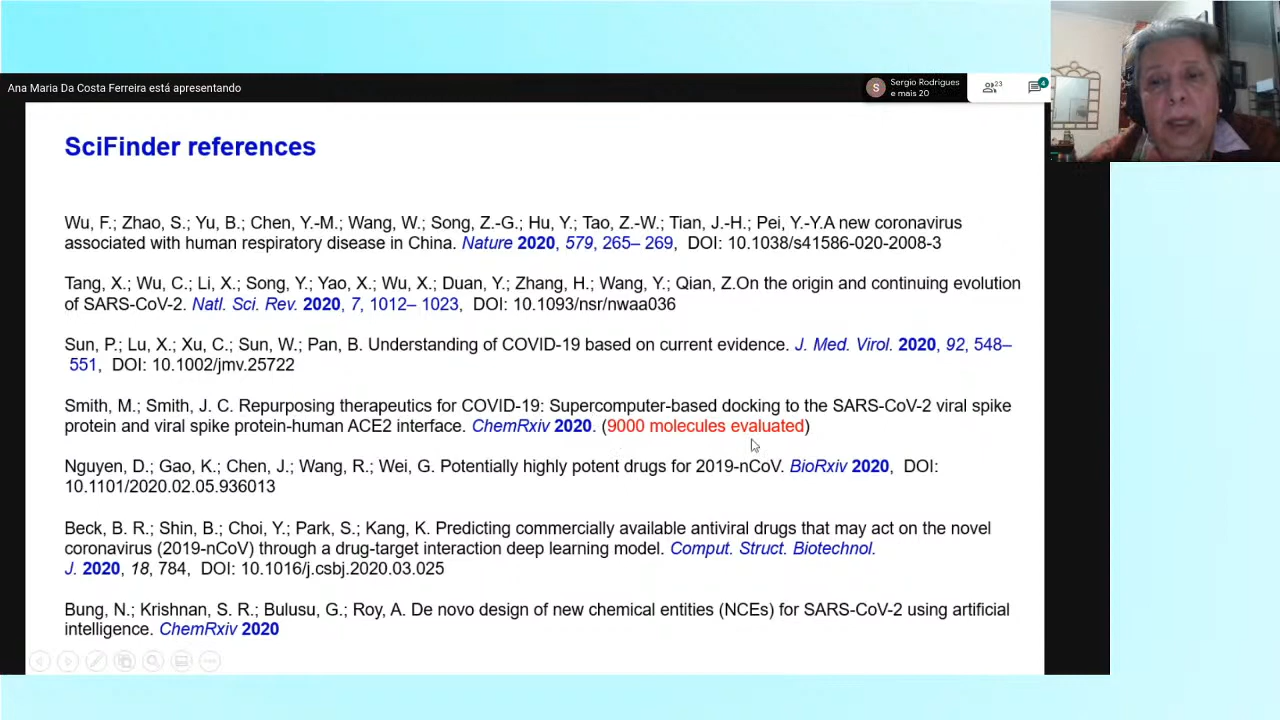 Ana Maria Da Costa Ferreira está apresentando
S
Sergio Rodrigues
e mais 20
23
4
SciFinder references
Wu, F.; Zhao, S.; Yu, B.; Chen, Y.-M.; Wang, W.; Song, Z.-G.; Hu, Y.; Tao, Z.-W.; Tian, J.-H.; Pei, Y.-Y.A new coronavirus
associated with human respiratory disease in China. Nature 2020, 579, 265– 269, DOI: 10.1038/s41586-020-2008-3
Tang, X.; Wu, C.; Li, X.; Song, Y.; Yao, X.; Wu, X.; Duan, Y.; Zhang, H.; Wang, Y.; Qian, Z.On the origin and continuing evolution
of SARS-CoV-2. Natl. Sci. Rev. 2020, 7, 1012– 1023, DOI: 10.1093/nsr/nwaa036
Sun, P.; Lu, X.; Xu, C.; Sun, W.; Pan, B. Understanding of COVID-19 based on current evidence. J. Med. Virol. 2020, 92, 548–
551, DOI: 10.1002/jmv.25722
Smith, M.; Smith, J. C. Repurposing therapeutics for COVID-19: Supercomputer-based docking to the SARS-CoV-2 viral spike
protein and viral spike protein-human ACE2 interface. ChemRxiv 2020. (9000 molecules evaluated)
Nguyen, D.; Gao, K.; Chen, J.; Wang, R.; Wei, G. Potentially highly potent drugs for 2019-nCoV. BioRxiv 2020, DOI:
10.1101/2020.02.05.936013
Beck, B. R.; Shin, B.; Choi, Y.; Park, S.; Kang, K. Predicting commercially available antiviral drugs that may act on the novel
coronavirus (2019-nCoV) through a drug-target interaction deep learning model. Comput. Struct. Biotechnol.
J. 2020, 18, 784, DOI: 10.1016/j.csbj.2020.03.025
Bung, N.; Krishnan, S. R.; Bulusu, G.; Roy, A. De novo design of new chemical entities (NCEs) for SARS-CoV-2 using artificial
intelligence. ChemRxiv 2020